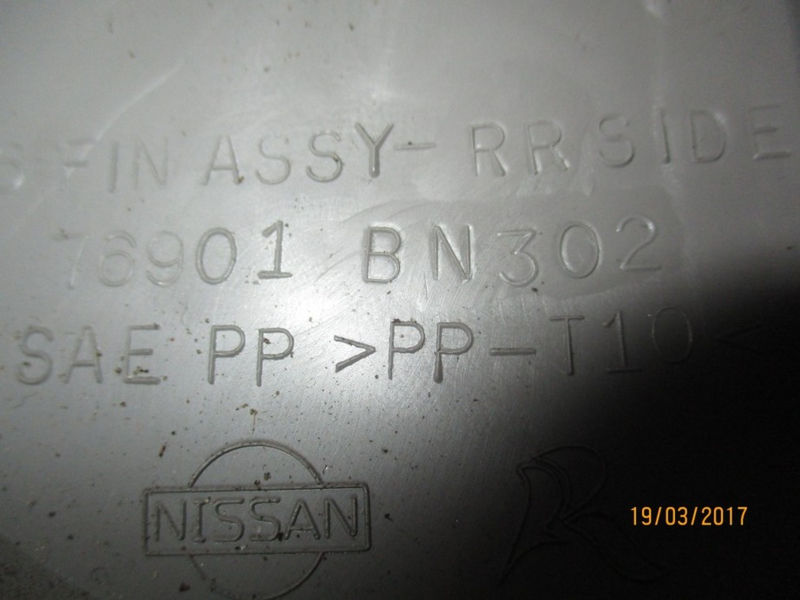 FIN ASSY-RR SIDE
76901 BN302
SAE PP >PP-T10<
NISSAN
19/03/2017